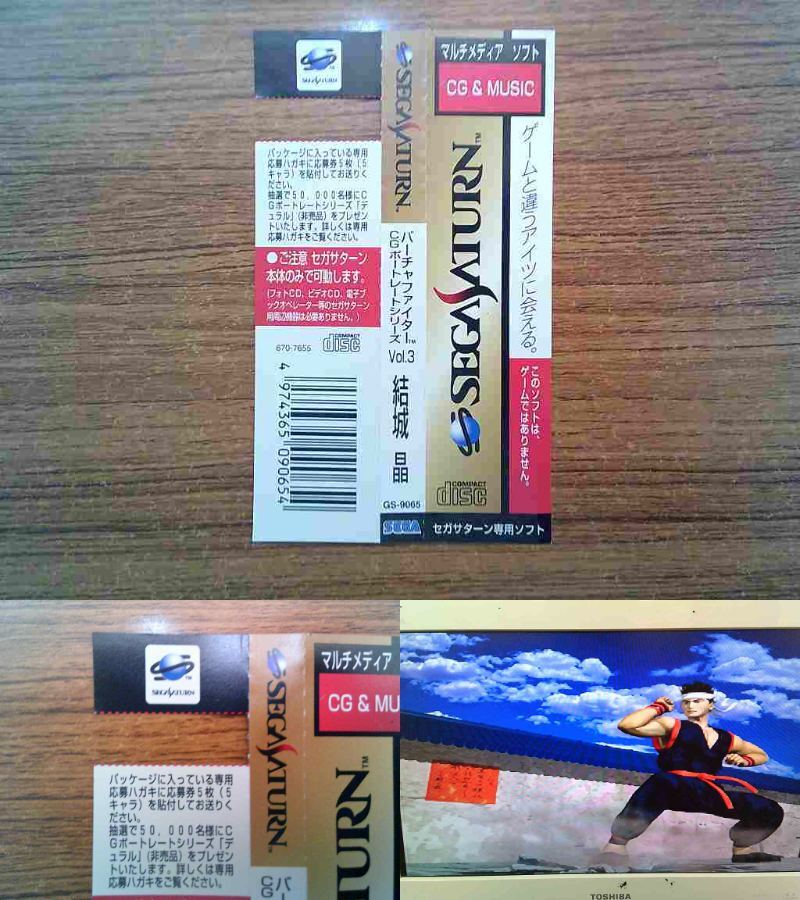 SEGA SATURN
パッケージに入っている専用
応募ハガキに応募券5枚（5
キャラ）を貼付してお送りく
ださい。
抽選で50,000名様にC
Gポートレートシリーズ「デ
ュラル」(非売品)をプレゼン
トいたします。詳しくは専用
応募ハガキをご覧ください。
●ご注意 セガサターン
本体のみで可動します。
(フォトCD、ビデオCD、電子ブ
ックオペレーター等のセガサターン
用周辺機器は必要ありません。)
670-7655
COMPACT
disc
4 974365 090654
SEGA SATURN™
バーチャファイター™
CGポートレートシリーズ
Vol.3
結城 晶
GS-9065
SEGA
マルチメディア ソフト
CG & MUSIC
SEGA SATURN™
COMPACT
disc
ゲームと違うアイツに会える。
このソフトは、
ゲームではありません。
セガサターン専用ソフト
SEGA SATURN
パッケージに入っている専用
応募ハガキに応募券5枚（5
キャラ）を貼付してお送りく
ださい。
抽選で50,000名様にC
Gポートレートシリーズ「デ
ュラル」(非売品)をプレゼン
トいたします。詳しくは専用
応募ハガキをご覧ください。
SEGA SATURN
バ
CG
マルチメディア
CG & MU
TURN™
TOSHIBA